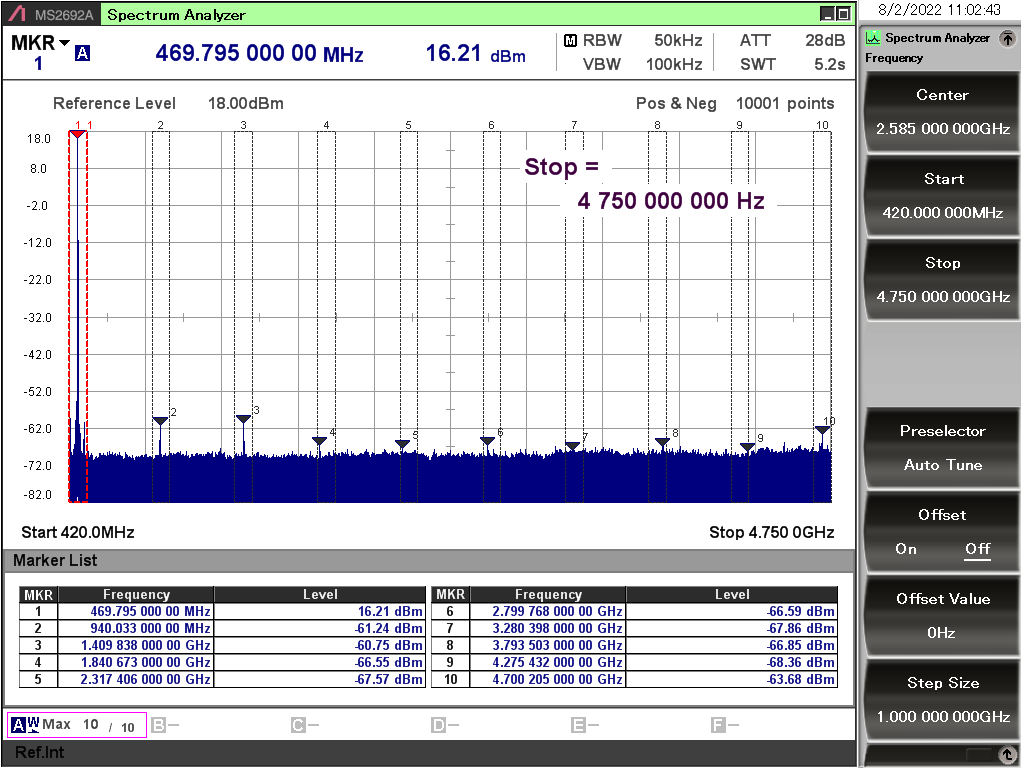 MS2692A Spectrum Analyzer 8/2/2022 11:02:43
MKR A 469.795 000 00 MHz 16.21 dBm
1
M RBW 50kHz ATT 28dB
VBW 100kHz SWT 5.2s
Reference Level 18.00dBm Pos & Neg 10001 points
1 1 2 3 4 5 6 7 8 9 10
18.0
8.0
-2.0
-12.0
-22.0
-32.0
-42.0
-52.0
-62.0
-72.0
-82.0
Stop =
4 750 000 000 Hz
2 3 4 5 6 7 8 9 10
Start 420.0MHz Stop 4.750 0GHz
Marker List
MKR Frequency Level MKR Frequency Level
1 469.795 000 00 MHz 16.21 dBm 6 2.799 768 000 00 GHz -66.59 dBm
2 940.033 000 00 MHz -61.24 dBm 7 3.280 398 000 00 GHz -67.86 dBm
3 1.409 838 000 00 GHz -60.75 dBm 8 3.793 503 000 00 GHz -66.85 dBm
4 1.840 673 000 00 GHz -66.55 dBm 9 4.275 432 000 00 GHz -68.36 dBm
5 2.317 406 000 00 GHz -67.57 dBm 10 4.700 205 000 00 GHz -63.68 dBm
A W Max 10 / 10 B – C – D – E – F –
Ref.Int
Spectrum Analyzer
Frequency
Center
2.585 000 000GHz
Start
420.000 000MHz
Stop
4.750 000 000GHz
Preselector
Auto Tune
Offset
On Off
Offset Value
0Hz
Step Size
1.000 000 000GHz